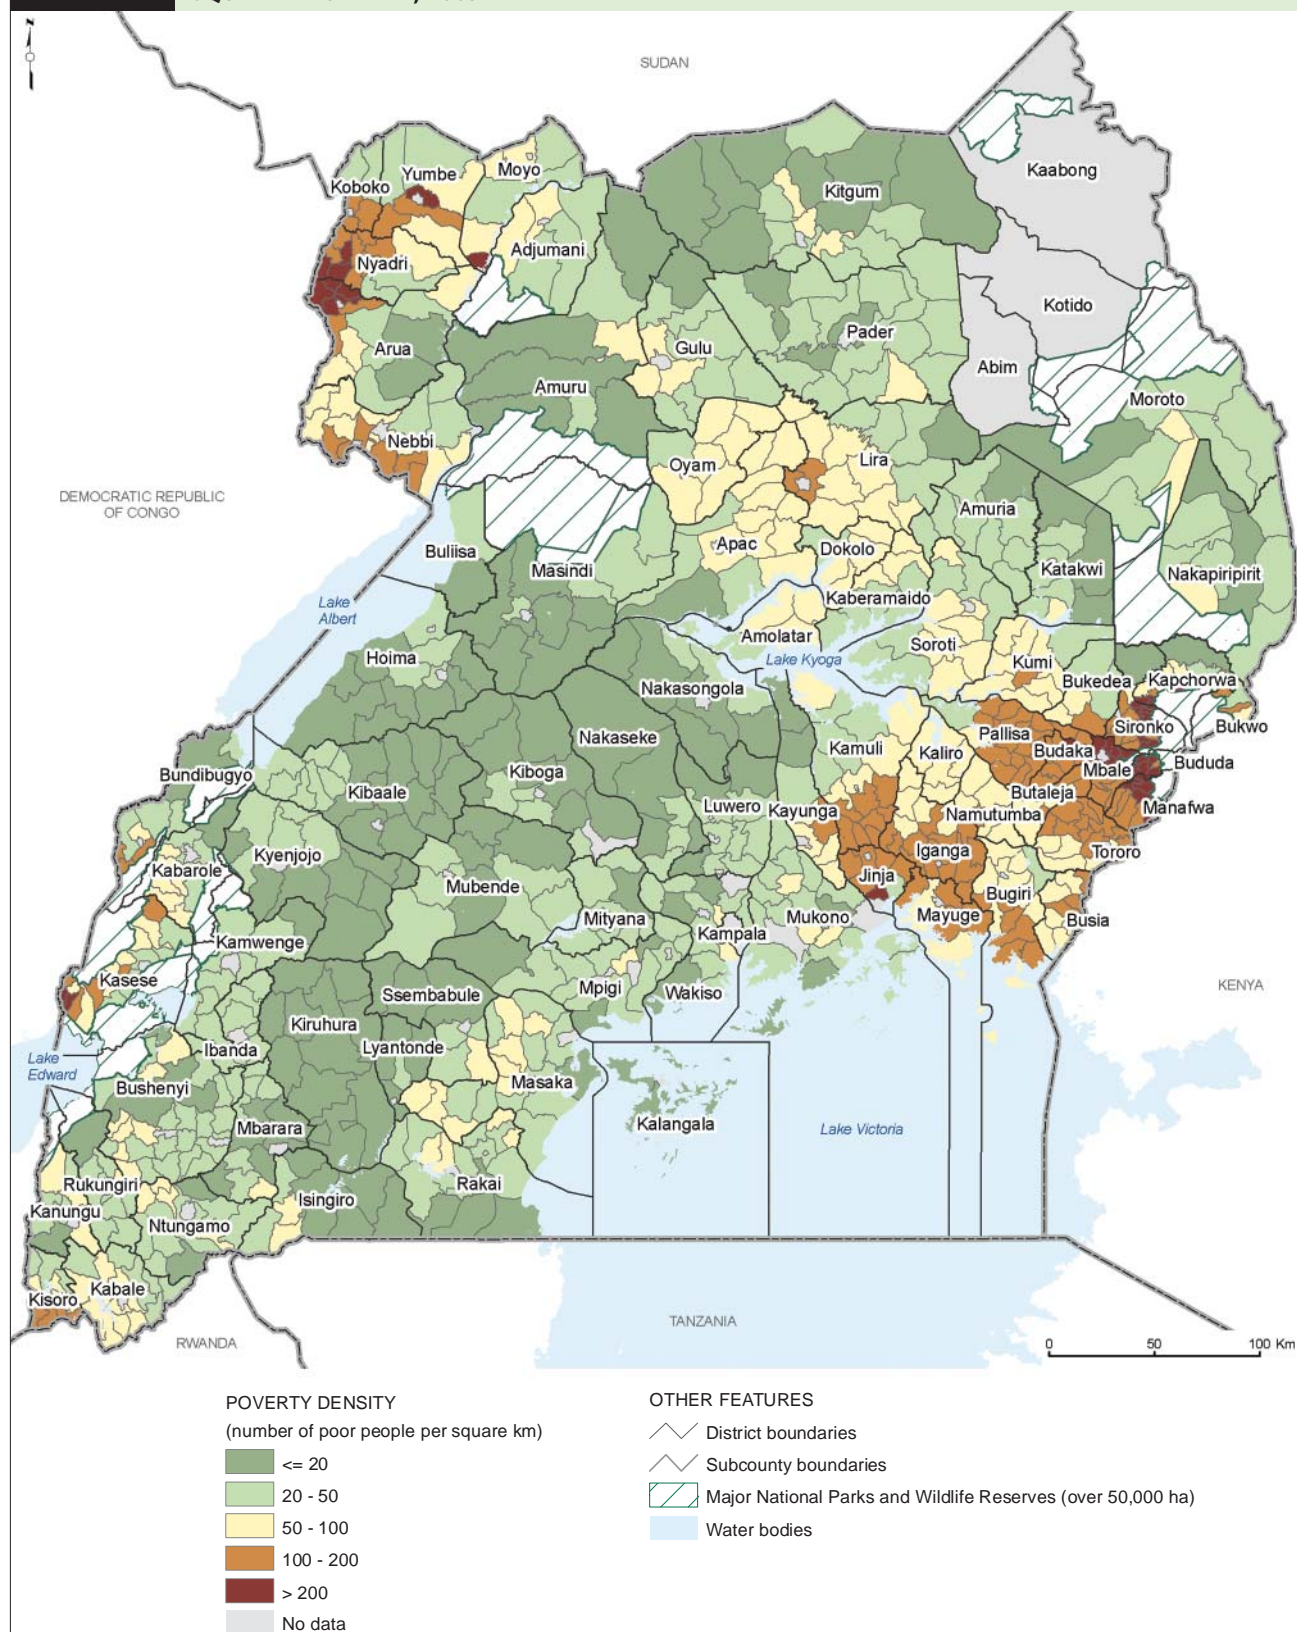 N
SUDAN
Kaabong
Yumbe
Moyo
Koboko
Kitgum
Adjumani
Nyadri
Kotido
Pader
Gulu
Arua
Abim
Amuru
Moroto
Nebbi
Oyam
Lira
DEMOCRATIC REPUBLIC
OF CONGO
Amuria
Buliisa
Apac
Dokolo
Masindi
Katakwi
Nakapiripirit
Lake
Albert
Kaberamaido
Amolatar
Soroti
Hoima
Lake Kyoga
Kumi
Bukedea
Kapchorwa
Nakasongola
Sironko
Bukwo
Pallisa
Nakaseke
Kamuli
Kaliro
Budaka
Bududa
Mbale
Bundibugyo
Kiboga
Kibaale
Butaleja
Luwero
Kayunga
Manafwa
Namutumba
Kyenjojo
Iganga
Tororo
Kabarole
Jinja
Mubende
Bugiri
Mityana
Mukono
Mayuge
Busia
Kampala
Kamwenge
Kasese
Mpigi
Wakiso
KENYA
Ssembabule
Kiruhura
Lake
Edward
Ibanda
Lyantonde
Bushenyi
Masaka
Mbarara
Kalangala
Lake Victoria
Rukungiri
Rakai
Isingiro
Kanungu
Ntungamo
Kabale
Kisoro
TANZANIA
RWANDA
0 50 100 Km
POVERTY DENSITY
(number of poor people per square km)
<= 20
20 - 50
50 - 100
100 - 200
> 200
No data
OTHER FEATURES
District boundaries
Subcounty boundaries
Major National Parks and Wildlife Reserves (over 50,000 ha)
Water bodies